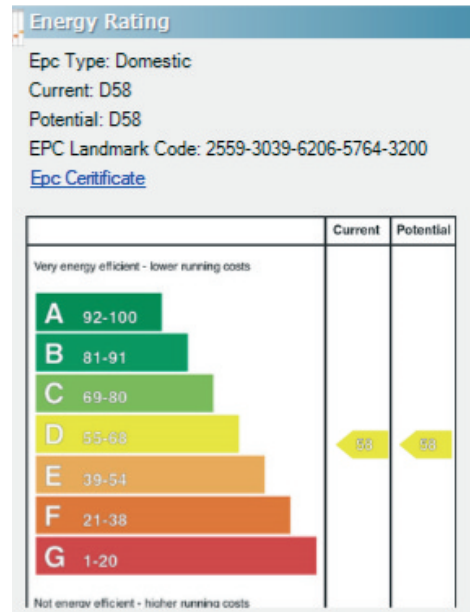 Energy Rating
Epc Type: Domestic
Current: D58
Potential: D58
EPC Landmark Code: 2559-3039-6206-5764-3200
Epc Ceritificate
Current Potential
Very energy efficient - lower running costs
A 92-100
B 81-91
C 69-80
D 55-68 58 58
E 39-54
F 21-38
G 1-20
Not energy efficient - higher running costs